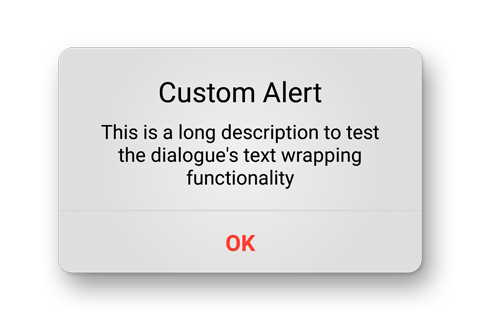 Custom Alert
This is a long description to test
the dialogue's text wrapping
functionality
OK